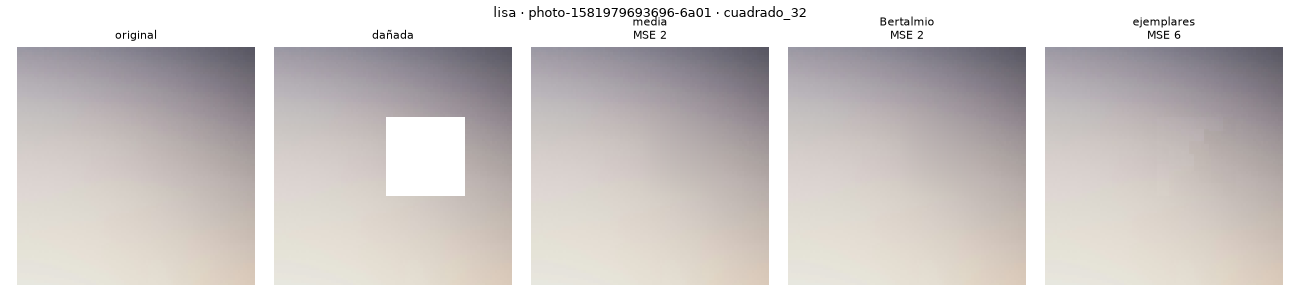 lisa · photo-1581979693696-6a01 · cuadrado_32
original
dañada
media
MSE 2
Bertalmio
MSE 2
ejemplares
MSE 6